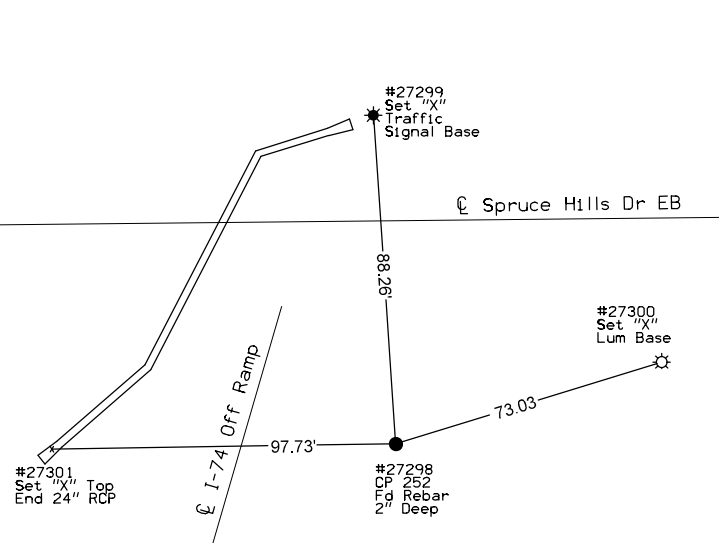 #27299
Set "X"
Traffic
Signal Base
℄ Spruce Hills Dr EB
88.26'
#27300
Set "X"
Lum Base
℄ I-74 Off Ramp
73.03
97.73'
#27301
Set "X" Top
End 24" RCP
#27298
CP 252
Fd Rebar
2" Deep